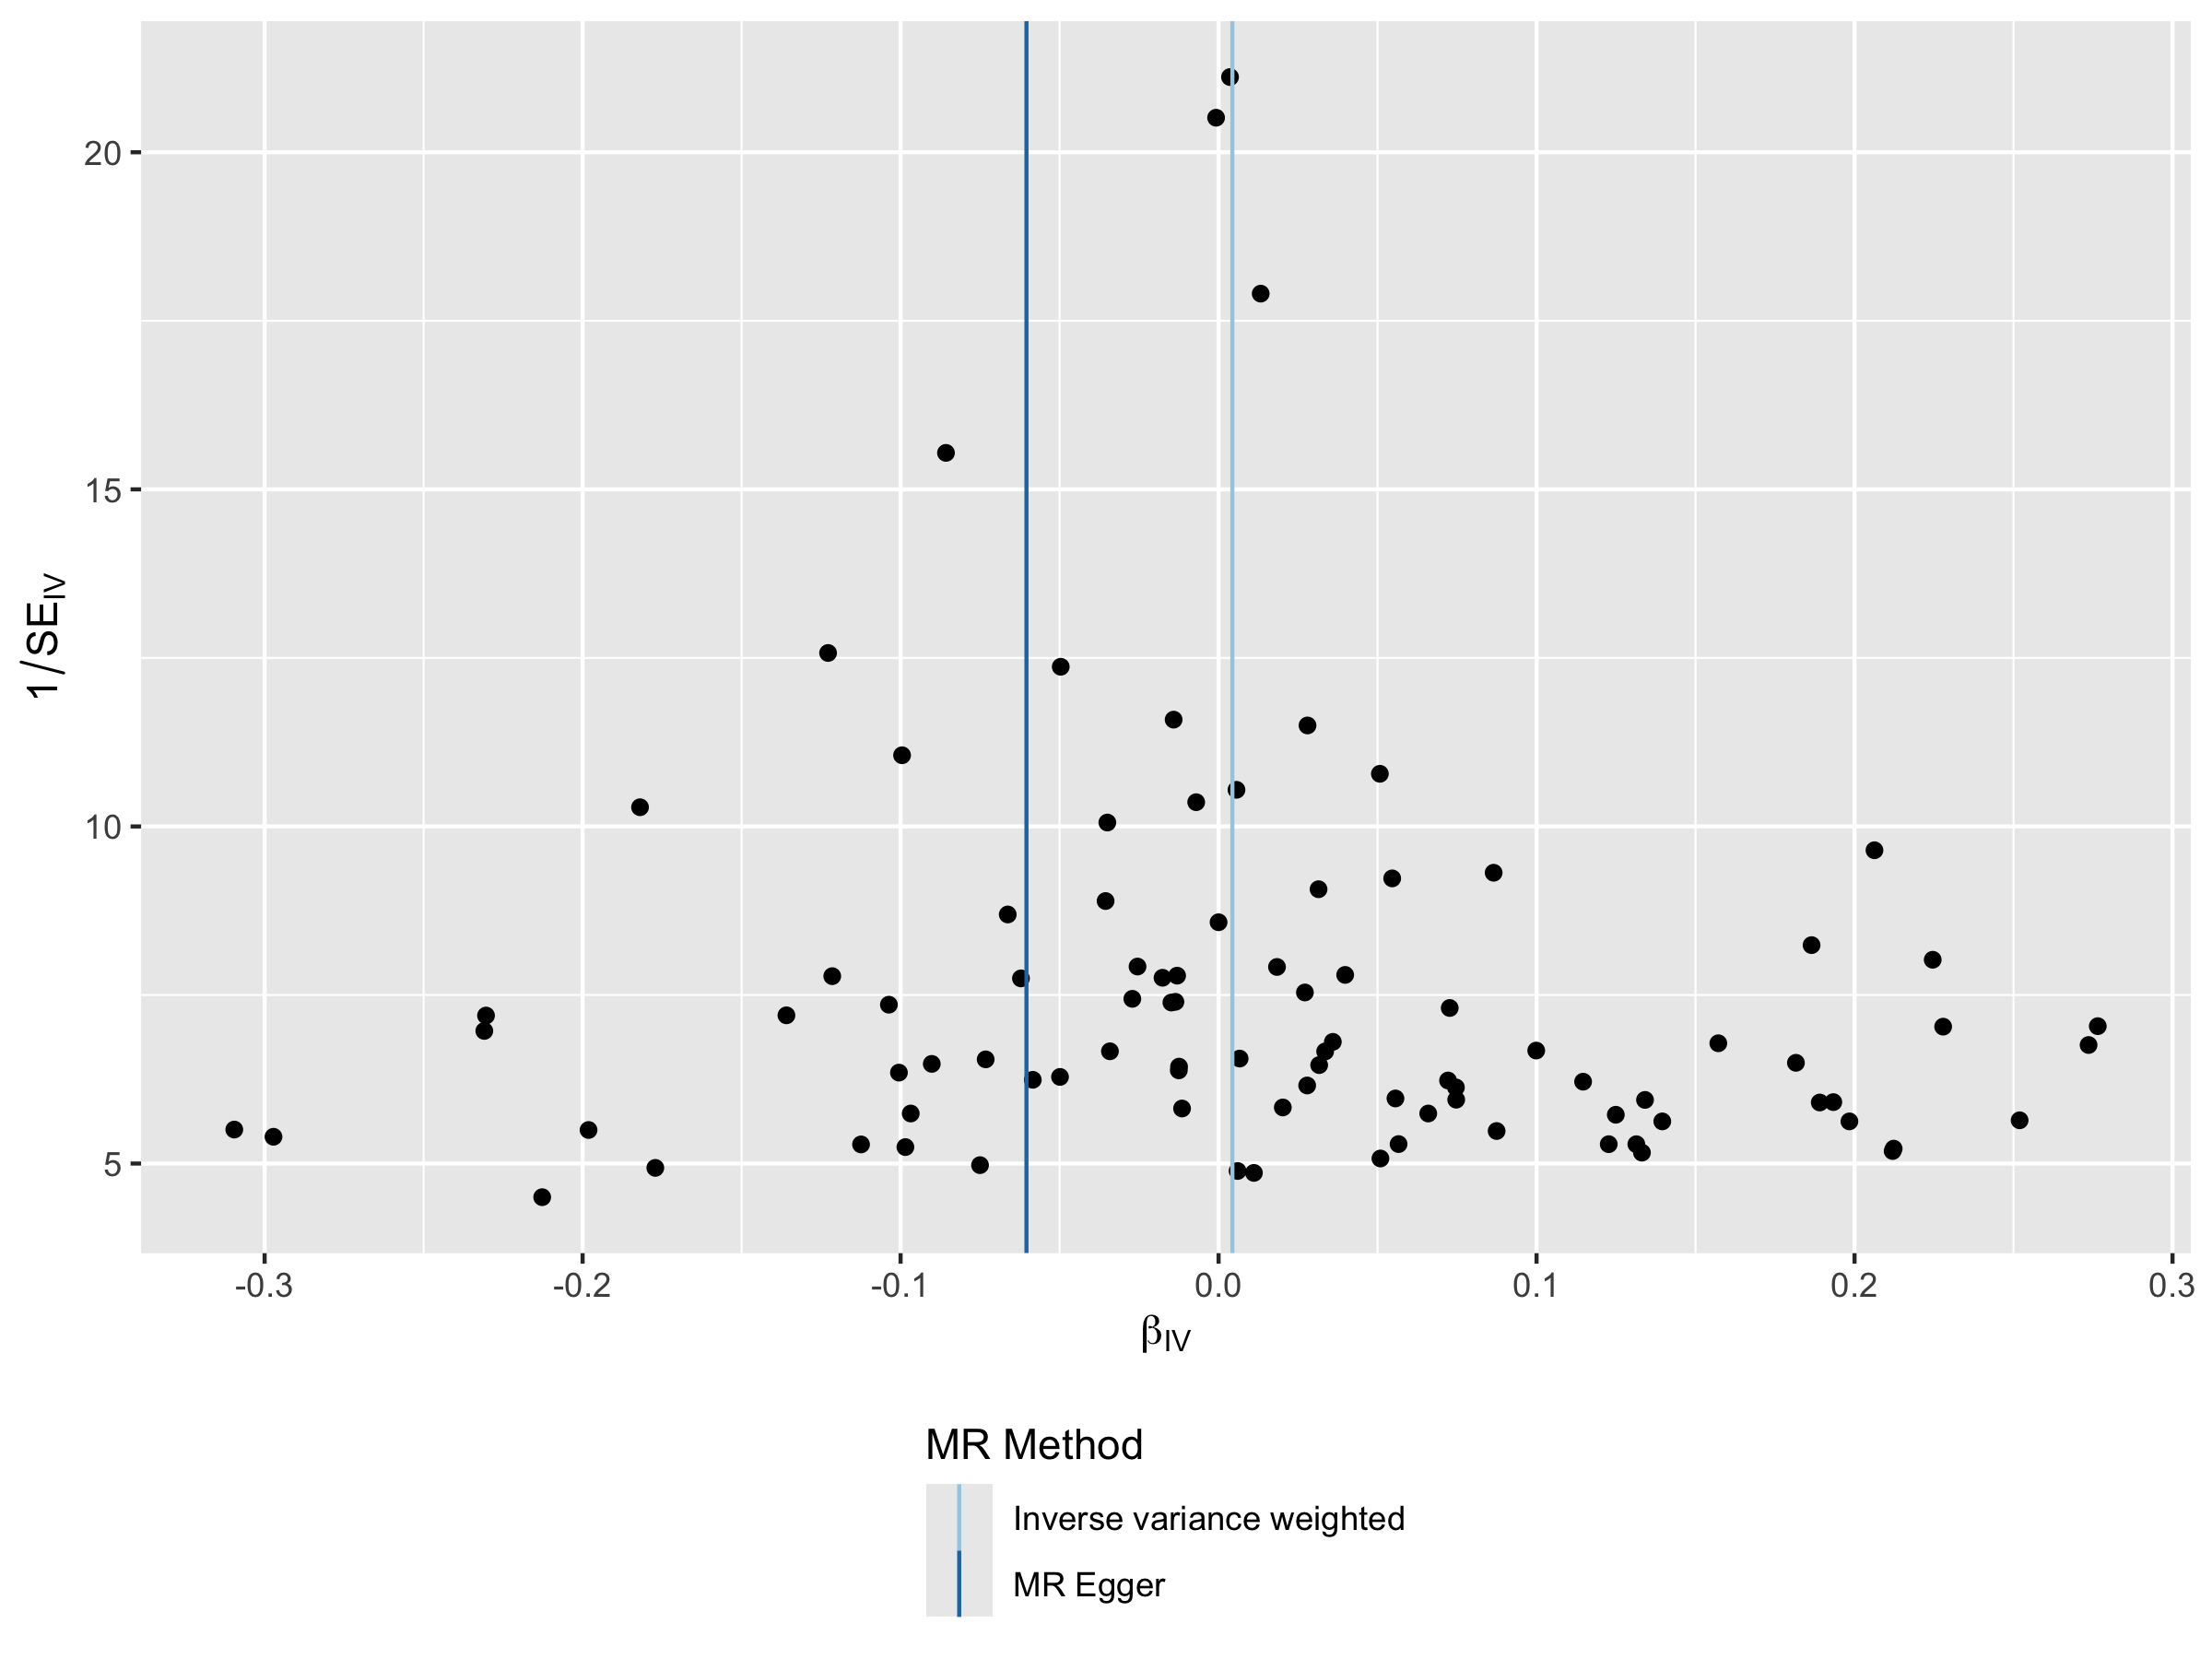 20
15
10
5
1/SE_IV
-0.3 -0.2 -0.1 0.0 0.1 0.2 0.3
β_IV
MR Method
Inverse variance weighted
MR Egger